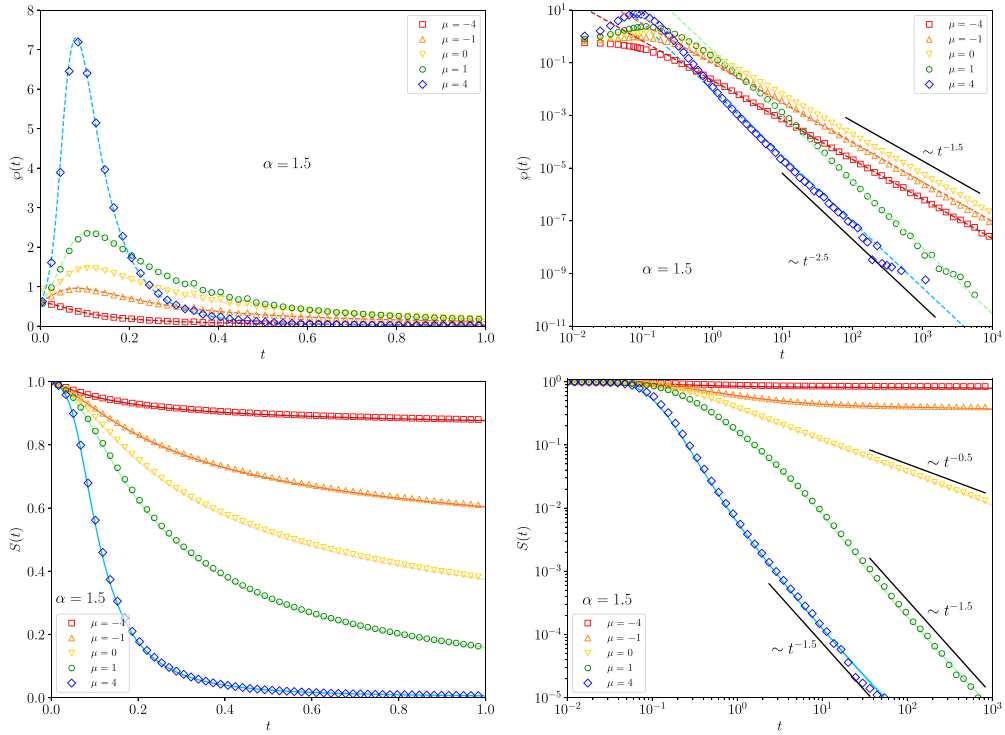 8
7
6
5
4
3
2
1
0
0.0 0.2 0.4 0.6 0.8 1.0
t
℘(t)
α = 1.5
μ = −4
μ = −1
μ = 0
μ = 1
μ = 4
10^1
10^{-1}
10^{-3}
10^{-5}
10^{-7}
10^{-9}
10^{-11}
10^{-2} 10^{-1} 10^0 10^1 10^2 10^3 10^4
t
℘(t)
μ = −4
μ = −1
μ = 0
μ = 1
μ = 4
∼ t^{-1.5}
∼ t^{-2.5}
α = 1.5
1.0
0.8
0.6
0.4
0.2
0.0
0.0 0.2 0.4 0.6 0.8 1.0
t
S(t)
α = 1.5
μ = −4
μ = −1
μ = 0
μ = 1
μ = 4
10^0
10^{-1}
10^{-2}
10^{-3}
10^{-4}
10^{-5}
10^{-2} 10^{-1} 10^0 10^1 10^2 10^3
t
S(t)
∼ t^{-0.5}
∼ t^{-1.5}
∼ t^{-1.5}
α = 1.5
μ = −4
μ = −1
μ = 0
μ = 1
μ = 4